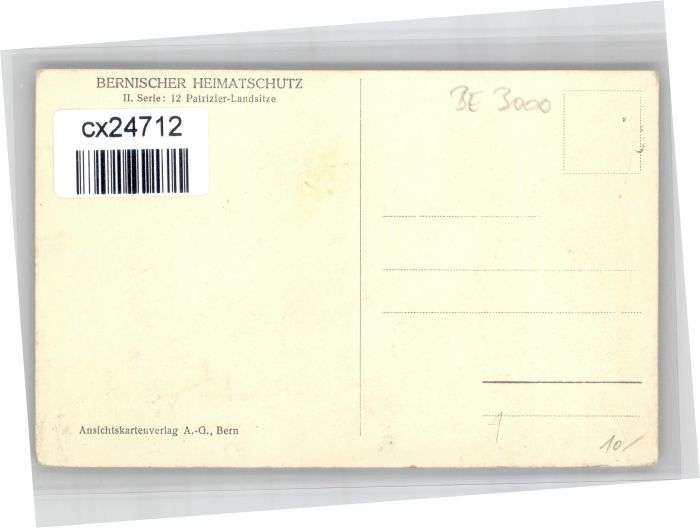 BERNISCHER HEIMATSCHUTZ
II. Serie: 12 Patrizier-Landsitze
cx24712
BE 3000
Ansichtskartenverlag A.-G., Bern
10/